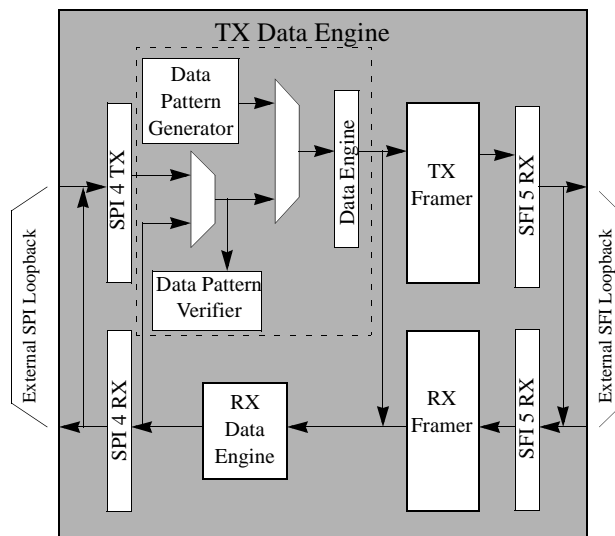 TX Data Engine
Data
Pattern
Generator
SPI 4 TX
Data Engine
TX
Framer
SFI 5 RX
Data Pattern
Verifier
External SPI Loopback
External SFI Loopback
SPI 4 RX
RX
Data
Engine
RX
Framer
SFI 5 RX